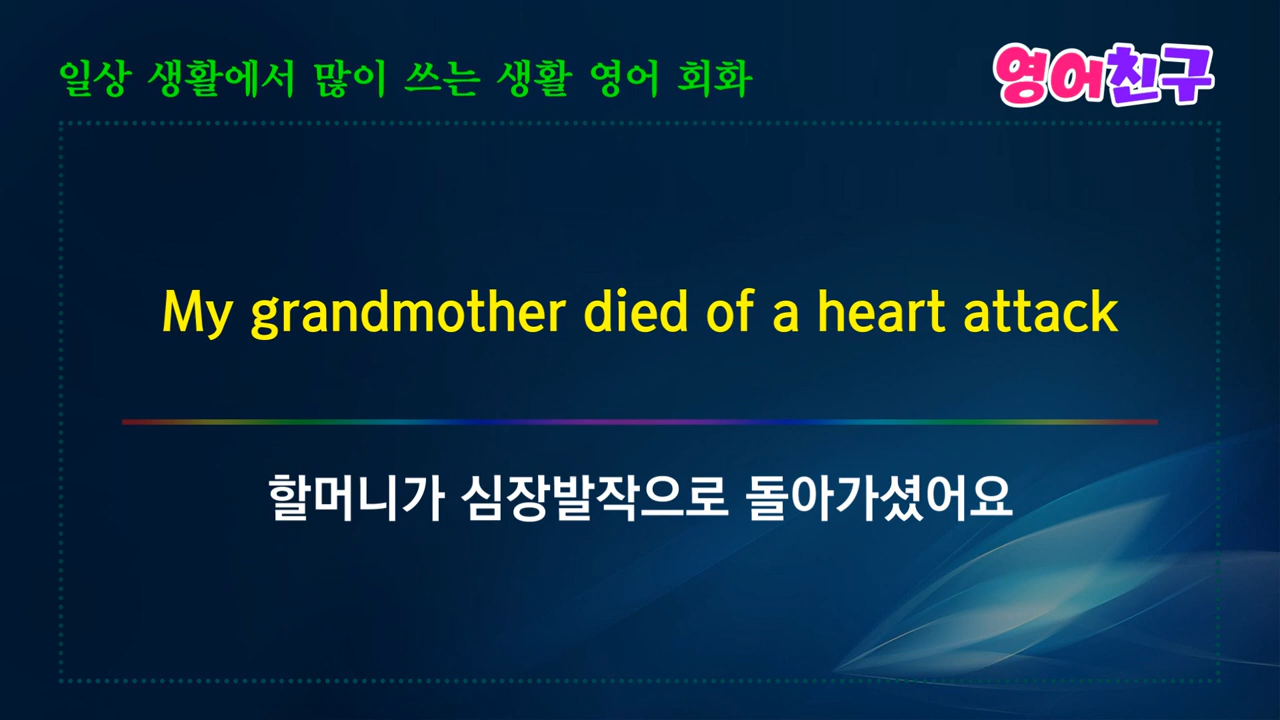 일상 생활에서 많이 쓰는 생활 영어 회화
영어친구
My grandmother died of a heart attack
할머니가 심장발작으로 돌아가셨어요